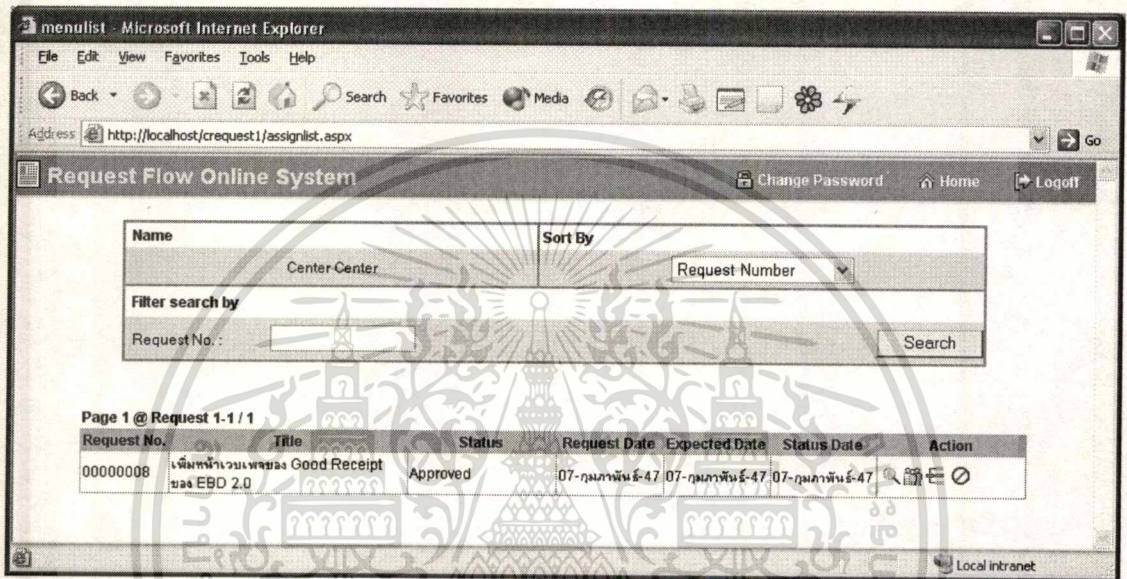 menulist - Microsoft Internet Explorer
File Edit View Favorites Tools Help
Back Search Favorites Media
Address http://localhost/crequest1/assignlist.aspx Go
Request Flow Online System Change Password Home Logoff
Name Sort By
Center Center Request Number
Filter search by
Request No. : Search
Page 1 @ Request 1-1 / 1
Request No. Title Status Request Date Expected Date Status Date Action
00000008 เพิ่มหน้าเวบเพจของ Good Receipt ของ EBD 2.0 Approved 07-กุมภาพันธ์-47 07-กุมภาพันธ์-47 07-กุมภาพันธ์-47
Local intranet